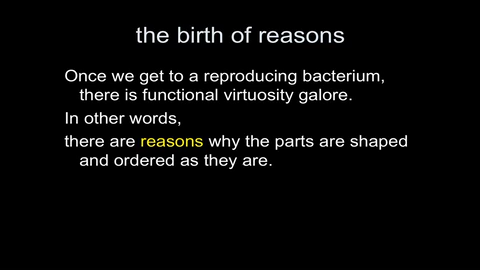 the birth of reasons
Once we get to a reproducing bacterium,
there is functional virtuosity galore.
In other words,
there are reasons why the parts are shaped
and ordered as they are.